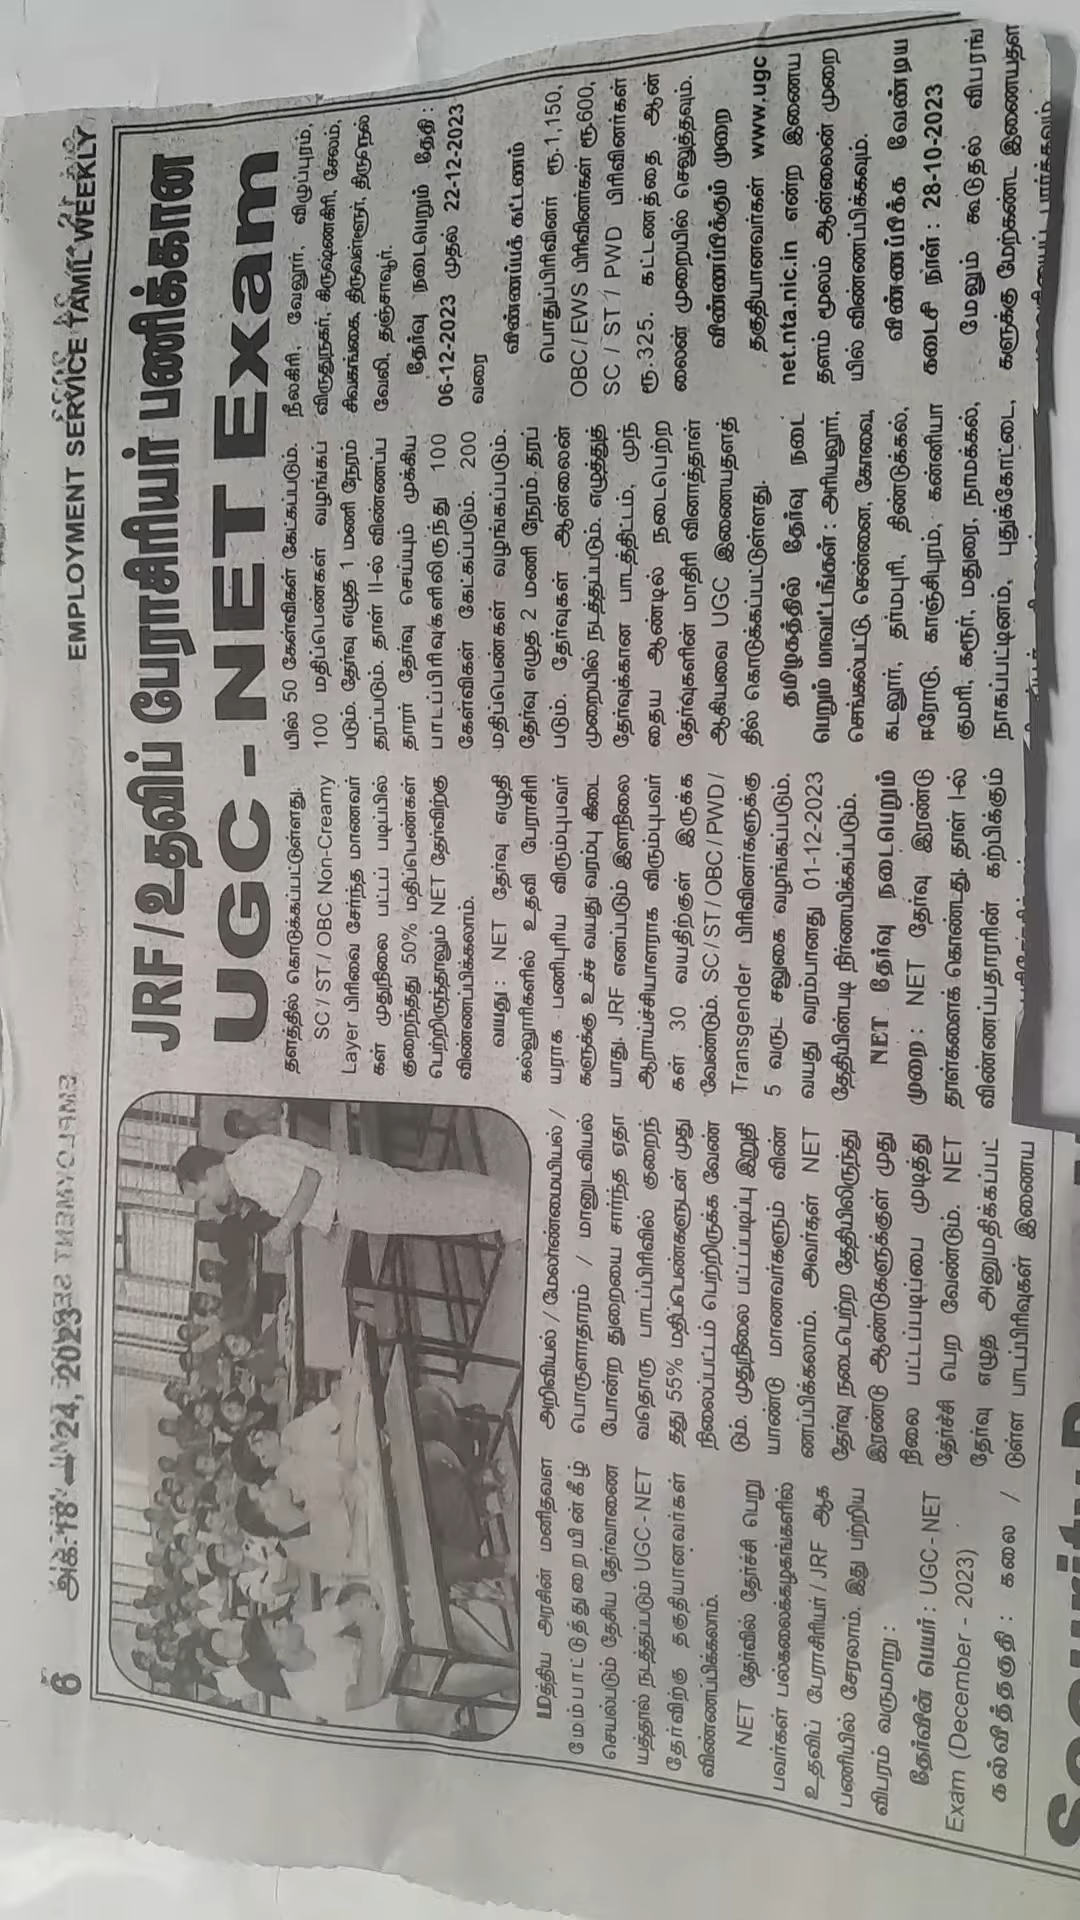 6
அக.18 - 24, 2023
EMPLOYMENT SERVICE TAMIL WEEKLY
JRF / உதவிப் பேராசிரியர் பணிக்கான
UGC - NET Exam
மத்திய அரசின் மனிதவள
மேம்பாட்டுத்துறையின்கீழ்
செயல்படும் தேசிய தேர்வாணை
யத்தால் நடத்தப்படும் UGC-NET
தேர்விற்கு தகுதியானவர்கள்
விண்ணப்பிக்கலாம்.
NET தேர்வில் தேர்ச்சி பெறு
பவர்கள் பல்கலைக்கழகங்களில்
உதவிப் பேராசிரியர் / JRF ஆக
பணியில் சேரலாம். இது பற்றிய
விபரம் வருமாறு :
தேர்வின் பெயர் : UGC - NET
Exam (December - 2023)
கல்வித்தகுதி : கலை /
அறிவியல் / மேலாண்மையியல் /
பொருளாதாரம் / மானுடவியல்
போன்ற துறையை சார்ந்த ஏதா
வதொரு பாடப்பிரிவில் குறைந்
தது 55% மதிப்பெண்களுடன் முது
நிலைப்பட்டம் பெற்றிருக்க வேண்
டும். முதுநிலை பட்டப்படிப்பு இறுதி
யாண்டு மாணவர்களும் விண்
ணப்பிக்கலாம். அவர்கள் NET
தேர்வு நடைபெற்ற தேதியிலிருந்து
இரண்டு ஆண்டுகளுக்குள் முது
நிலை பட்டப்படிப்பை முடித்து
தேர்ச்சி பெற வேண்டும். NET
தேர்வு எழுத அனுமதிக்கப்பட்
டுள்ள பாடப்பிரிவுகள் இணைய
தளத்தில் கொடுக்கப்பட்டுள்ளது.
SC / ST / OBC Non-Creamy
Layer பிரிவை சேர்ந்த மாணவர்
கள் முதுநிலை பட்டப் படிப்பில்
குறைந்தது 50% மதிப்பெண்கள்
பெற்றிருந்தாலும் NET தேர்விற்கு
விண்ணப்பிக்கலாம்.
வயது : NET தேர்வு எழுதி
கல்லூரிகளில் உதவி பேராசிரி
யராக பணிபுரிய விரும்புபவர்
களுக்கு உச்ச வயது வரம்பு கிடை
யாது. JRF எனப்படும் இளநிலை
ஆராய்ச்சியாளராக விரும்புபவர்
கள் 30 வயதிற்குள் இருக்க
வேண்டும். SC / ST / OBC / PWD /
Transgender பிரிவினர்களுக்கு
5 வருட சலுகை வழங்கப்படும்.
வயது வரம்பானது 01-12-2023
தேதியின்படி நிர்ணயிக்கப்படும்.
NET தேர்வு நடைபெறும்
முறை : NET தேர்வு இரண்டு
தாள்களைக் கொண்டது. தாள் I-ல்
விண்ணப்பதாரரின் கற்பிக்கும்
யில் 50 கேள்விகள் கேட்கப்படும்.
100 மதிப்பெண்கள் வழங்கப்
படும். தேர்வு எழுத 1 மணி நேரம்
தரப்படும். தாள் II-ல் விண்ணப்ப
தாரர் தேர்வு செய்யும் முக்கிய
பாடப்பிரிவுகளிலிருந்து 100
கேள்விகள் கேட்கப்படும். 200
மதிப்பெண்கள் வழங்கப்படும்.
தேர்வு எழுத 2 மணி நேரம் தரப்
படும். தேர்வுகள் ஆன்லைன்
முறையில் நடத்தப்படும். எழுத்துத்
தேர்வுக்கான பாடத்திட்டம், முந்
தைய ஆண்டில் நடைபெற்ற
தேர்வுகளின் மாதிரி வினாத்தாள்
ஆகியவை UGC இணையதளத்
தில் கொடுக்கப்பட்டுள்ளது.
தமிழகத்தில் தேர்வு நடை
பெறும் மாவட்டங்கள் : அரியலூர்,
செங்கல்பட்டு, சென்னை, கோவை,
கடலூர், தர்மபுரி, திண்டுக்கல்,
ஈரோடு, காஞ்சிபுரம், கன்னியா
குமரி, கரூர், மதுரை, நாமக்கல்,
நாகப்பட்டினம், புதுக்கோட்டை,
நீலகிரி, வேலூர், விழுப்புரம்,
விருதுநகர், கிருஷ்ணகிரி, சேலம்,
சிவகங்கை, திருவள்ளூர், திருநெல்
வேலி, தஞ்சாவூர்.
தேர்வு நடைபெறும் தேதி :
06-12-2023 முதல் 22-12-2023
வரை
விண்ணப்பக் கட்டணம்
பொதுப்பிரிவினர் ரூ.1,150,
OBC / EWS பிரிவினர்கள் ரூ.600,
SC / ST / PWD பிரிவினர்கள்
ரூ.325. கட்டணத்தை ஆன்
லைன் முறையில் செலுத்தவும்.
விண்ணப்பிக்கும் முறை
தகுதியானவர்கள் www.ugc
net.nta.nic.in என்ற இணைய
தளம் மூலம் ஆன்லைன் முறை
யில் விண்ணப்பிக்கவும்.
விண்ணப்பிக்க வேண்டிய
கடைசி நாள் : 28-10-2023
மேலும் கூடுதல் விபரங்
களுக்கு மேற்கண்ட இணையதள
பார்க்கவும்.